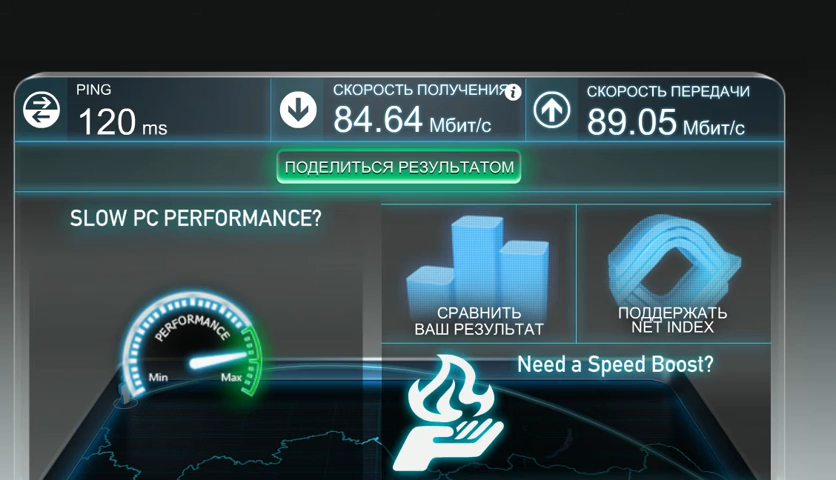 PING
120 ms
СКОРОСТЬ ПОЛУЧЕНИЯ
84.64 Мбит/с
СКОРОСТЬ ПЕРЕДАЧИ
89.05 Мбит/с
ПОДЕЛИТЬСЯ РЕЗУЛЬТАТОМ
SLOW PC PERFORMANCE?
PERFORMANCE
Min
Max
СРАВНИТЬ
ВАШ РЕЗУЛЬТАТ
ПОДДЕРЖАТЬ
NET INDEX
Need a Speed Boost?